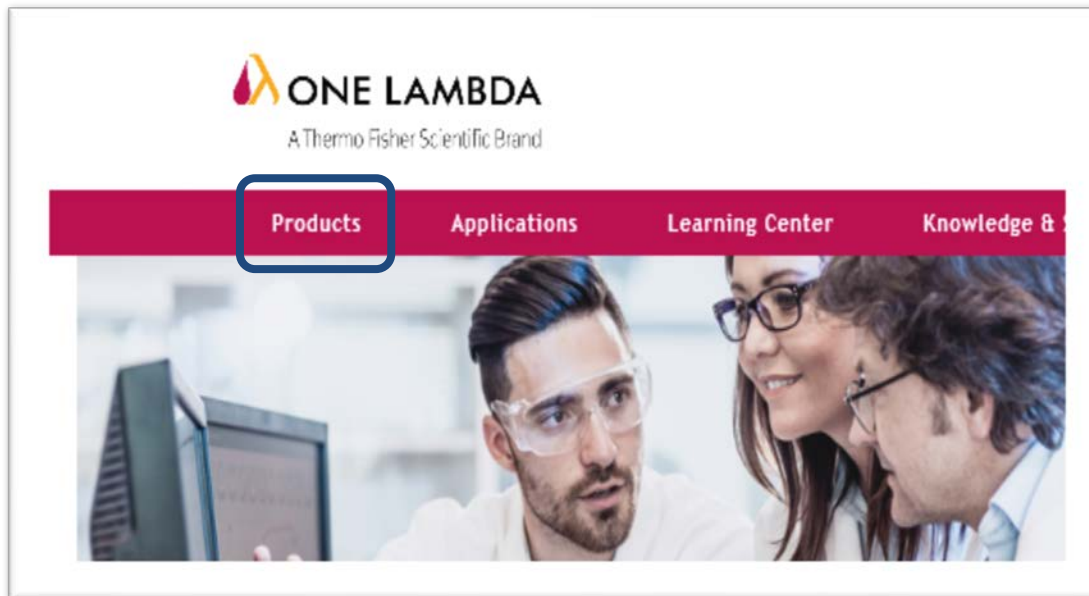 ONE LAMBDA
A Thermo Fisher Scientific Brand
Products Applications Learning Center Knowledge &